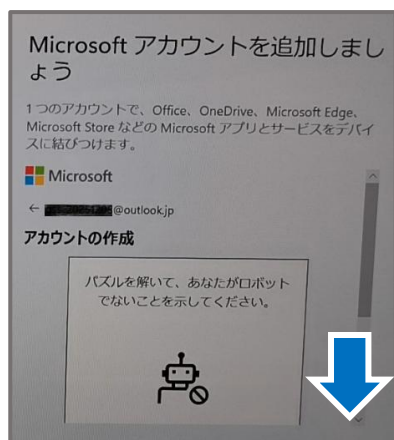 Microsoft アカウントを追加しまし
ょう
1 つのアカウントで、Office、OneDrive、Microsoft Edge、
Microsoft Store などの Microsoft アプリとサービスをデバイ
スに結びつけます。
Microsoft
← @outlook.jp
アカウントの作成
パズルを解いて、あなたがロボット
でないことを示してください。